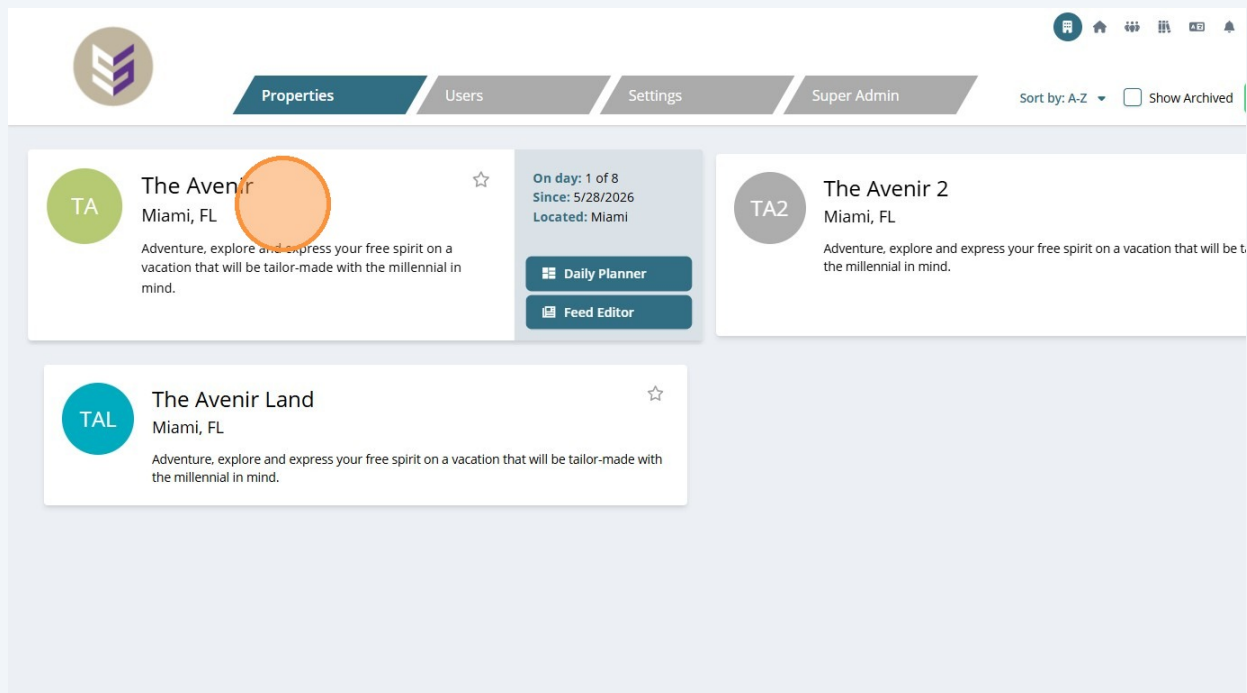 Properties
Users
Settings
Super Admin
Sort by: A-Z
Show Archived
TA
The Avenir
Miami, FL
Adventure, explore and express your free spirit on a
vacation that will be tailor-made with the millennial in
mind.
On day: 1 of 8
Since: 5/28/2026
Located: Miami
Daily Planner
Feed Editor
TA2
The Avenir 2
Miami, FL
Adventure, explore and express your free spirit on a vacation that will be
the millennial in mind.
TAL
The Avenir Land
Miami, FL
Adventure, explore and express your free spirit on a vacation that will be tailor-made with
the millennial in mind.